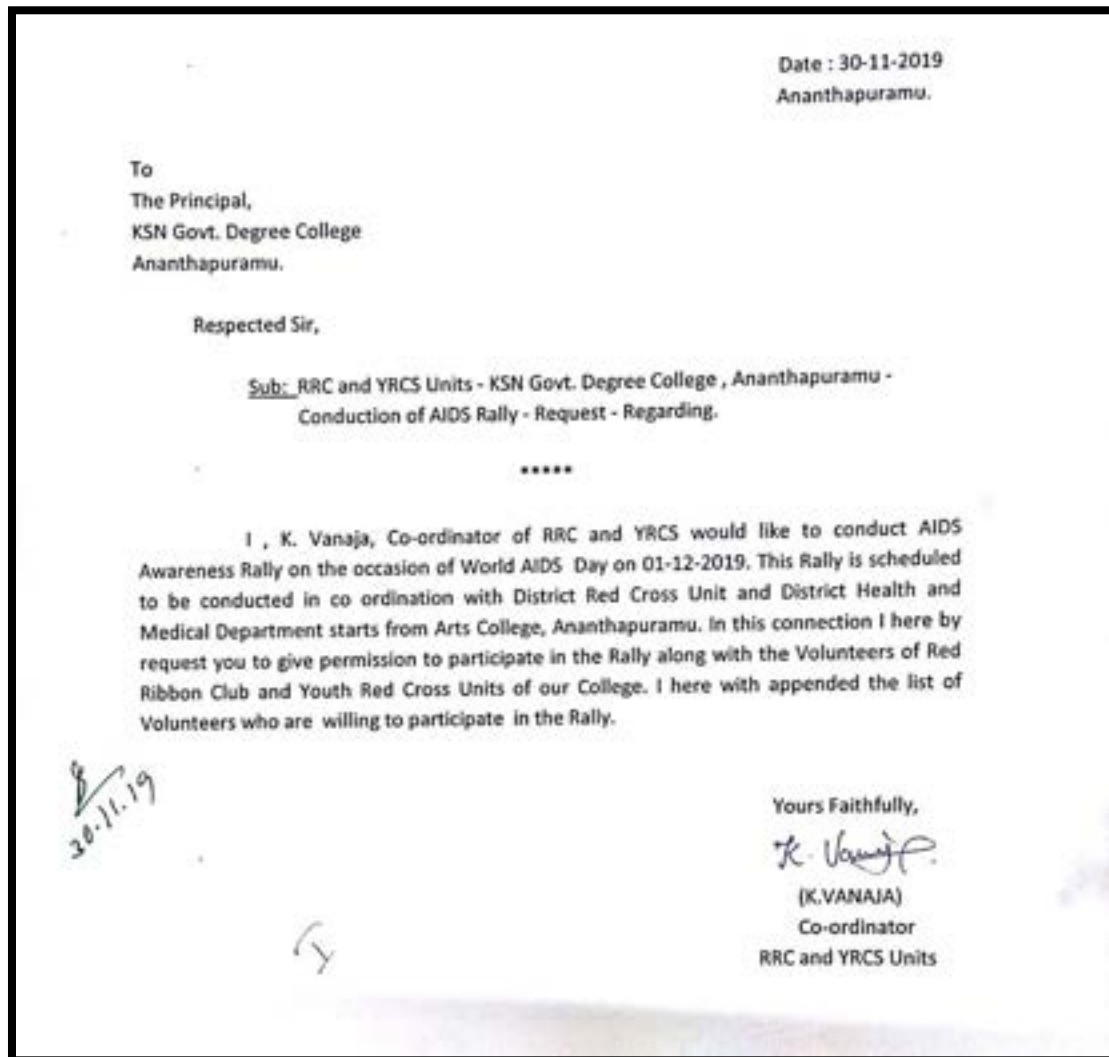 Date : 30-11-2019
Ananthapuramu.
To
The Principal,
KSN Govt. Degree College
Ananthapuramu.
Respected Sir,
Sub: RRC and YRCS Units - KSN Govt. Degree College , Ananthapuramu -
Conduction of AIDS Rally - Request - Regarding.
*****
I , K. Vanaja, Co-ordinator of RRC and YRCS would like to conduct AIDS
Awareness Rally on the occasion of World AIDS Day on 01-12-2019. This Rally is scheduled
to be conducted in co ordination with District Red Cross Unit and District Health and
Medical Department starts from Arts College, Ananthapuramu. In this connection I here by
request you to give permission to participate in the Rally along with the Volunteers of Red
Ribbon Club and Youth Red Cross Units of our College. I here with appended the list of
Volunteers who are willing to participate in the Rally.
30.11.19
Yours Faithfully,
K. Vanaja
(K.VANAJA)
Co-ordinator
RRC and YRCS Units